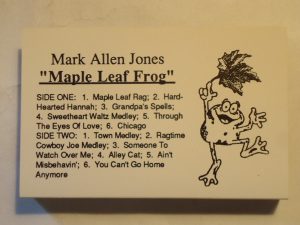 Mark Allen Jones
"Maple Leaf Frog"
SIDE ONE: 1. Maple Leaf Rag; 2. Hard-
Hearted Hannah; 3. Grandpa's Spells;
4. Sweetheart Waltz Medley; 5. Through
The Eyes Of Love; 6. Chicago
SIDE TWO: 1. Town Medley; 2. Ragtime
Cowboy Joe Medley; 3. Someone To
Watch Over Me; 4. Alley Cat; 5. Ain't
Misbehavin'; 6. You Can't Go Home
Anymore